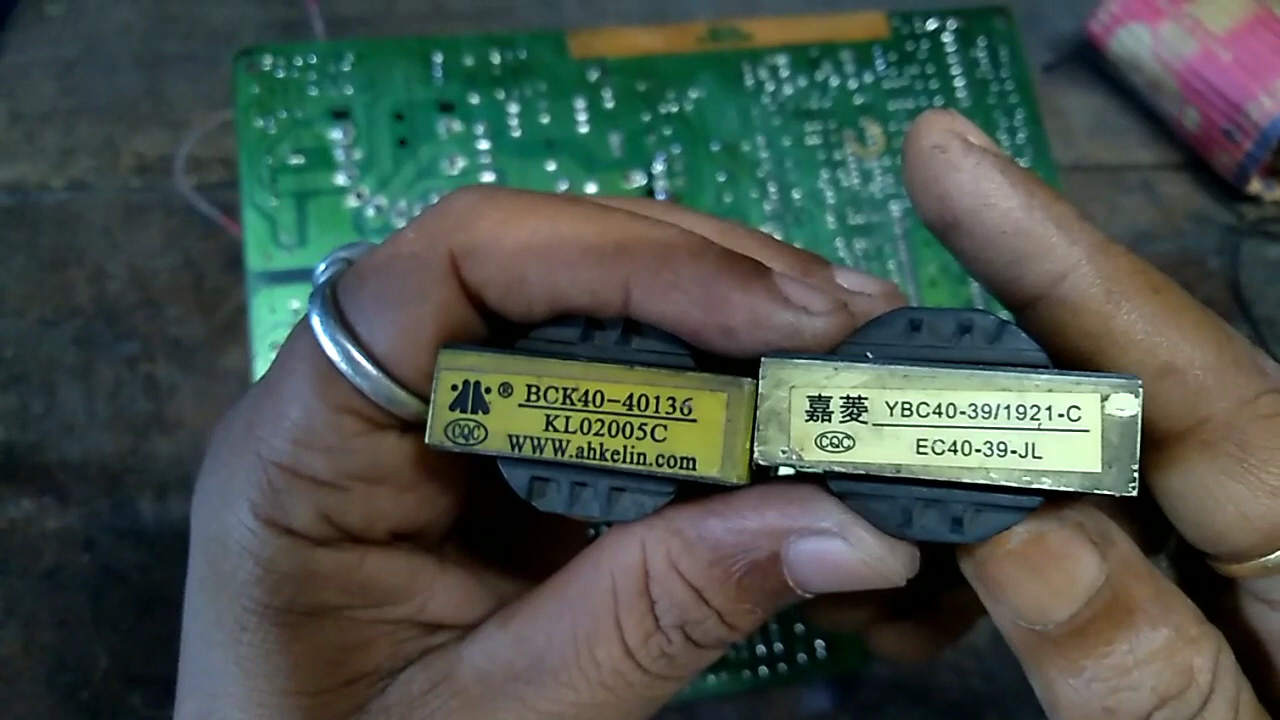 ® BCK40-40136
CQC KL02005C
WWW.ahkelin.com
嘉菱 YBC40-39/1921-C
CQC EC40-39-JL